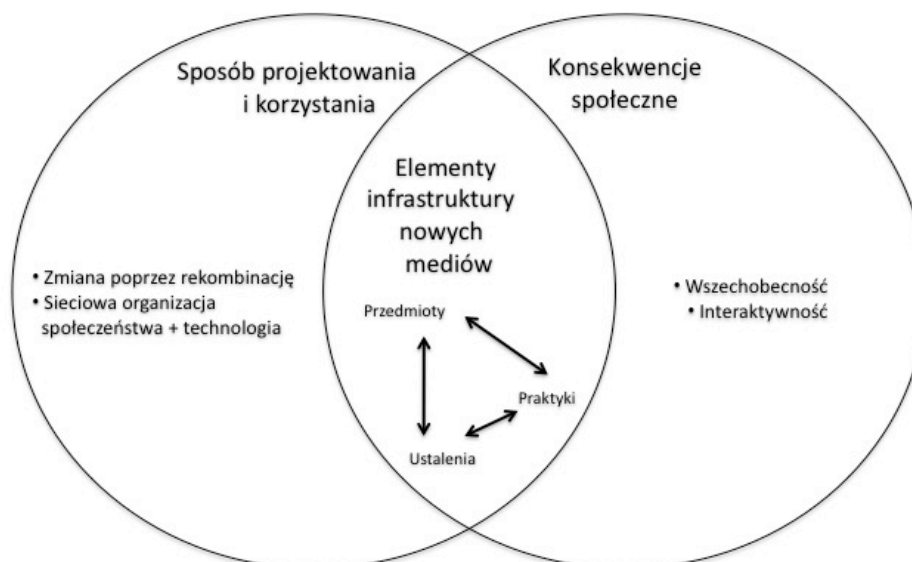 Sposób projektowania
i korzystania
Konsekwencje
społeczne
Elementy
infrastruktury
nowych
mediów
• Zmiana poprzez rekombinację
• Sieciowa organizacja
społeczeństwa + technologia
Przedmioty
Praktyki
Ustalenia
• Wszechobecność
• Interaktywność